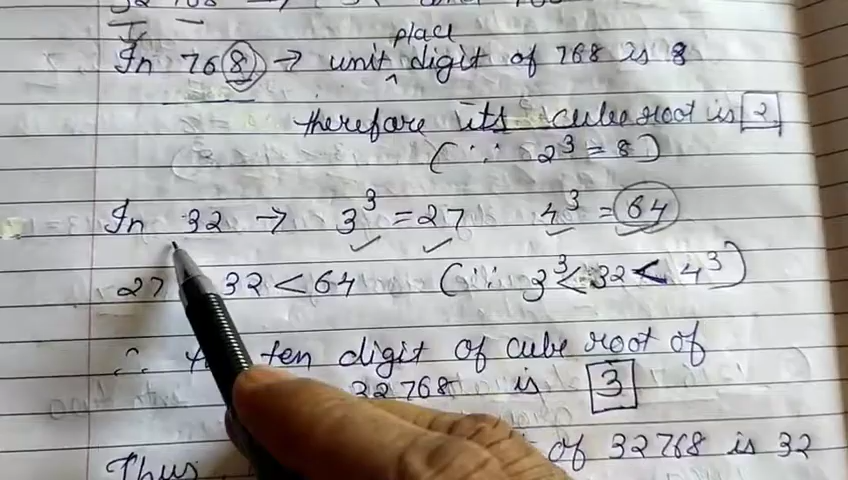 place
In 768 → unit ^ digit of 768 is 8
therefore its cube root is 2
(∵ 2³ = 8)
In 32 → 3³ = 27 4³ = 64
27 32 < 64 (∵ 3³ < 32 < 4³)
∴ ten digit of cube root of
32768 is 3
Thus of 32768 is 32